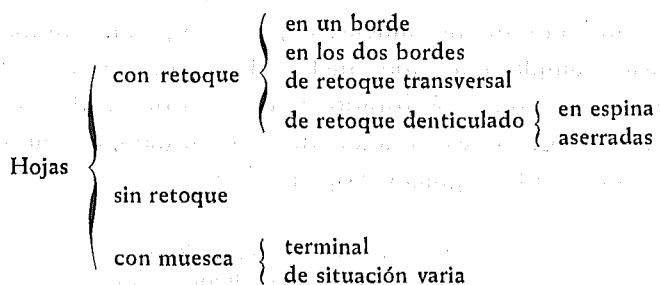 en un borde
en los dos bordes
con retoque
de retoque transversal
de retoque denticulado
en espina
aserradas
Hojas
sin retoque
con muesca
terminal
de situación varia